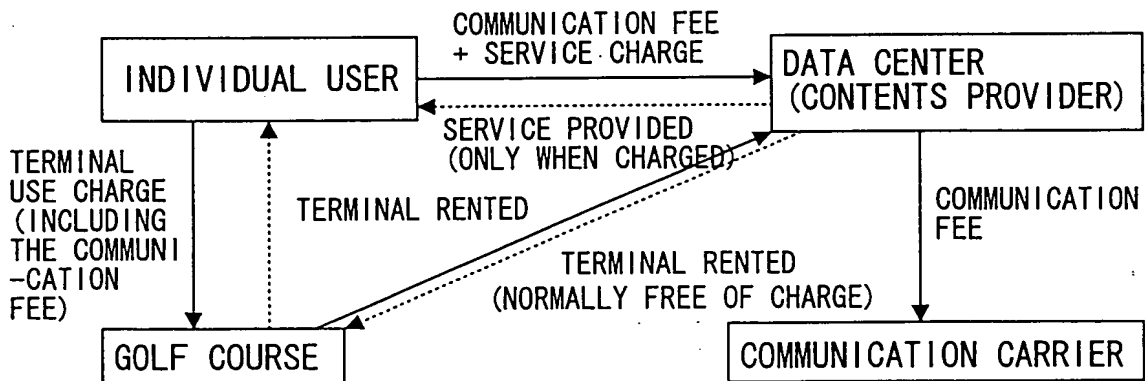 COMMUNICATION FEE
+ SERVICE CHARGE
INDIVIDUAL USER
DATA CENTER
(CONTENTS PROVIDER)
SERVICE PROVIDED
(ONLY WHEN CHARGED)
TERMINAL
USE CHARGE
(INCLUDING
THE COMMUNI
-CATION
FEE)
TERMINAL RENTED
COMMUNICATION
FEE
TERMINAL RENTED
(NORMALLY FREE OF CHARGE)
GOLF COURSE
COMMUNICATION CARRIER